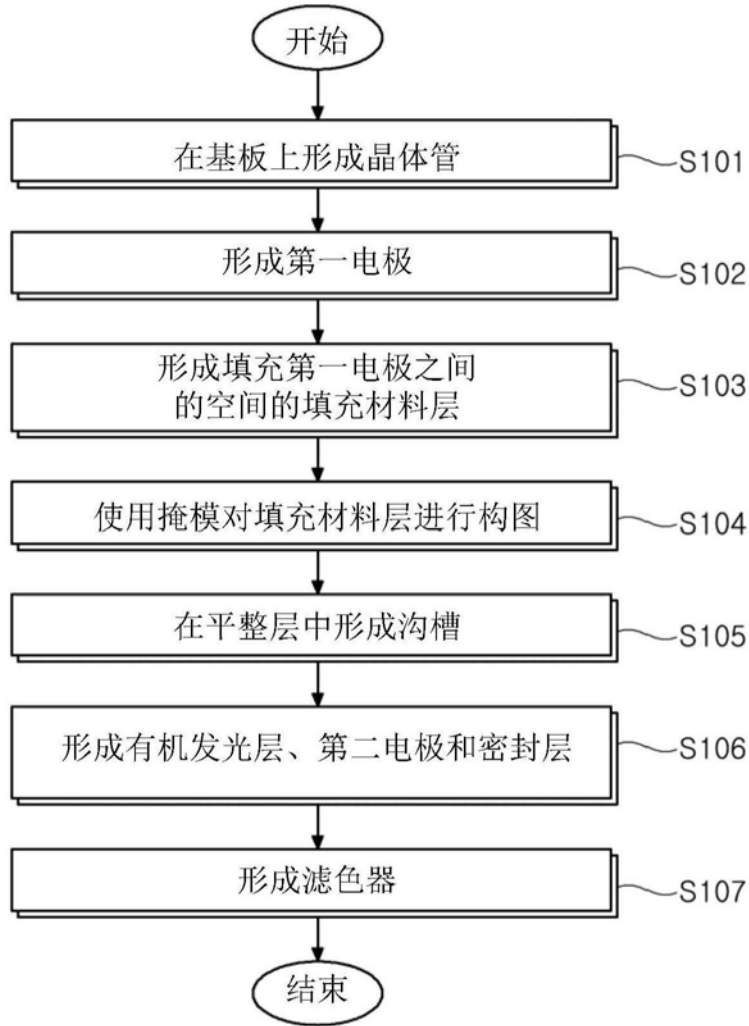 开始
在基板上形成晶体管
S101
形成第一电极
S102
形成填充第一电极之间
的空间的填充材料层
S103
使用掩模对填充材料层进行构图
S104
在平整层中形成沟槽
S105
形成有机发光层、第二电极和密封层
S106
形成滤色器
S107
结束